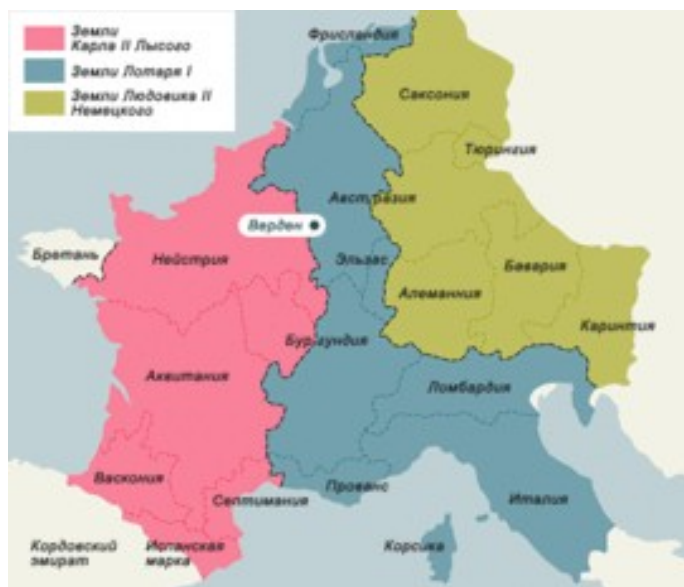 Земли
Карла II Лысого
Земли Лотаря I
Земли Людовика II
Немецкого
Фрисландия
Саксония
Тюрингия
Австразия
Верден
Бретань
Нейстрия
Эльзас
Бавария
Алеманния
Каринтия
Бургундия
Аквитания
Ломбардия
Васкония
Прованс
Септимания
Италия
Кордовский
эмират
Испанская
марка
Корсика